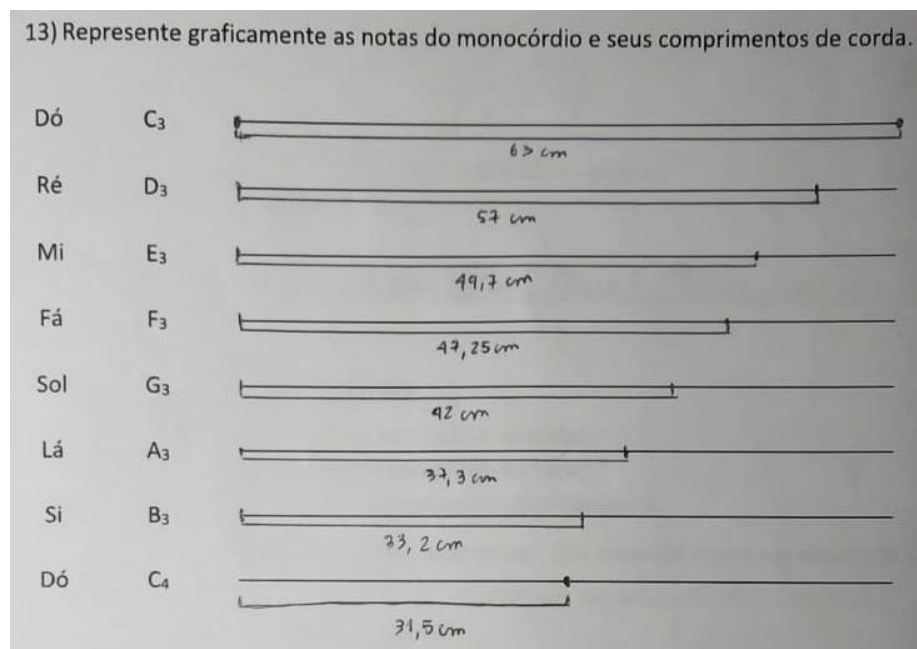 13) Represente graficamente as notas do monocórdio e seus comprimentos de corda.
Dó C₃
63 cm
Ré D₃
57 cm
Mi E₃
49,7 cm
Fá F₃
47,25 cm
Sol G₃
42 cm
Lá A₃
37,3 cm
Si B₃
33,2 cm
Dó C₄
31,5 cm